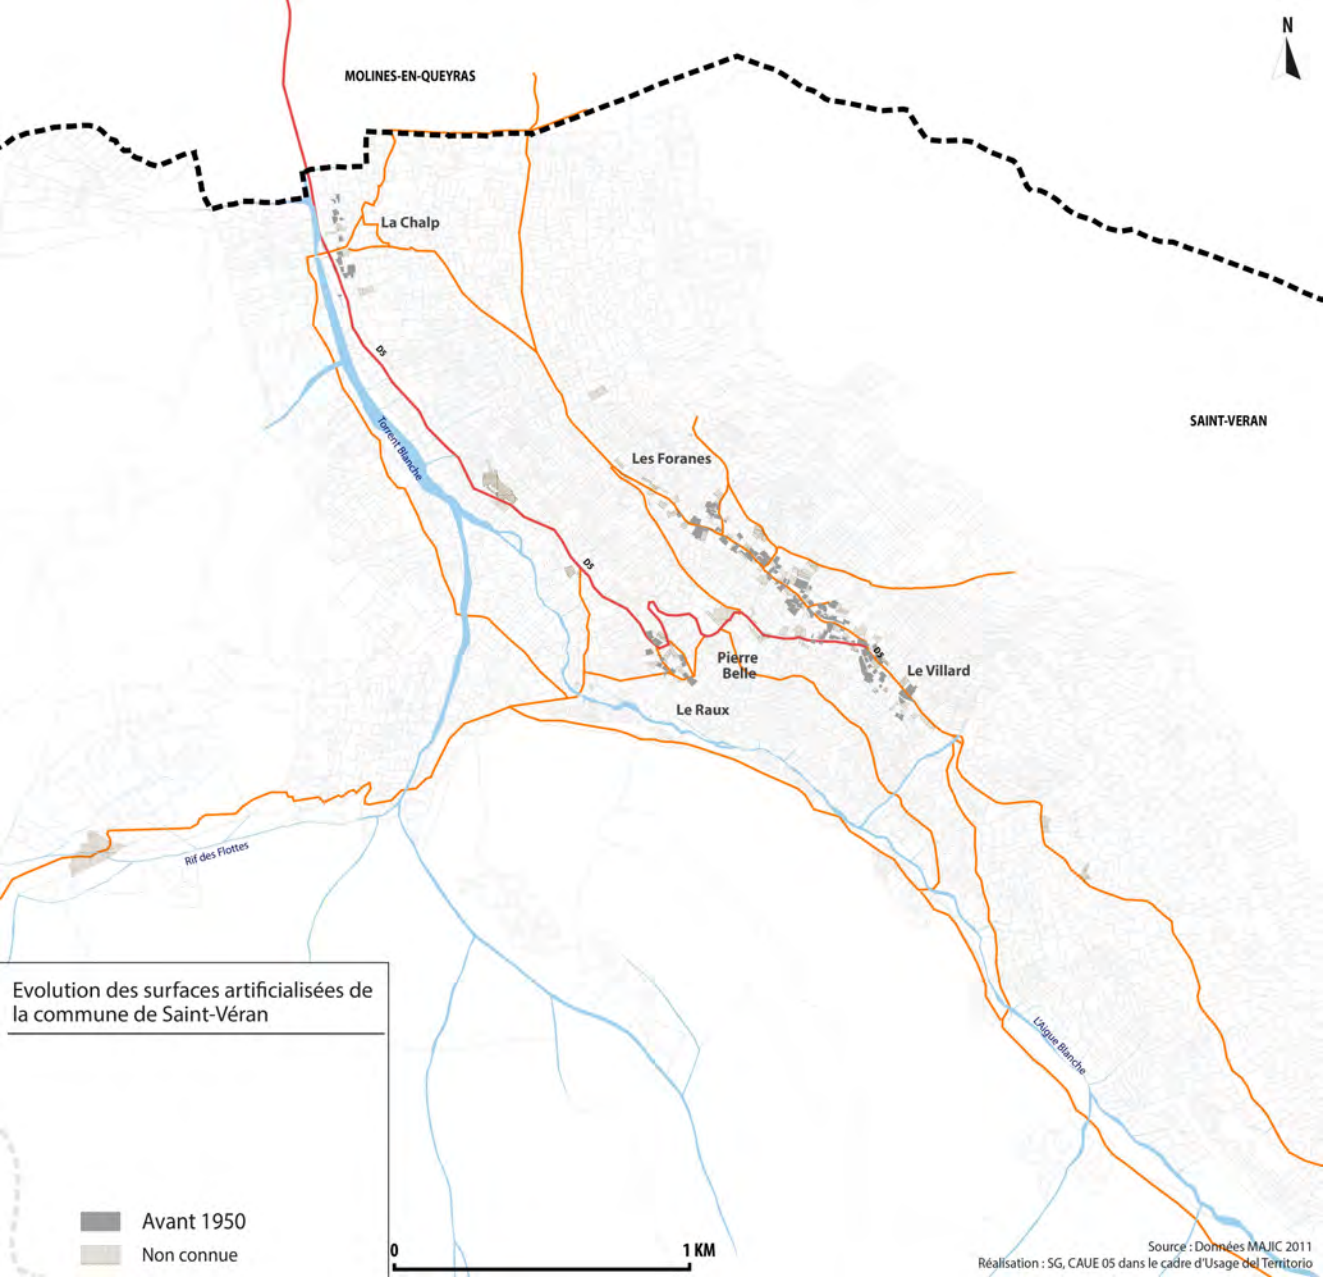 N
MOLINES-EN-QUEYRAS
La Chalp
D5
Torrent Blanche
SAINT-VERAN
Les Foranes
D5
Pierre
Belle
D5
Le Villard
Le Raux
Rif des Flottes
L'Aigue Blanche
Evolution des surfaces artificialisées de
la commune de Saint-Véran
Avant 1950
Non connue
0
1 KM
Source : Données MAJIC 2011
Réalisation : SG, CAUE 05 dans le cadre d'Usage del Territorio